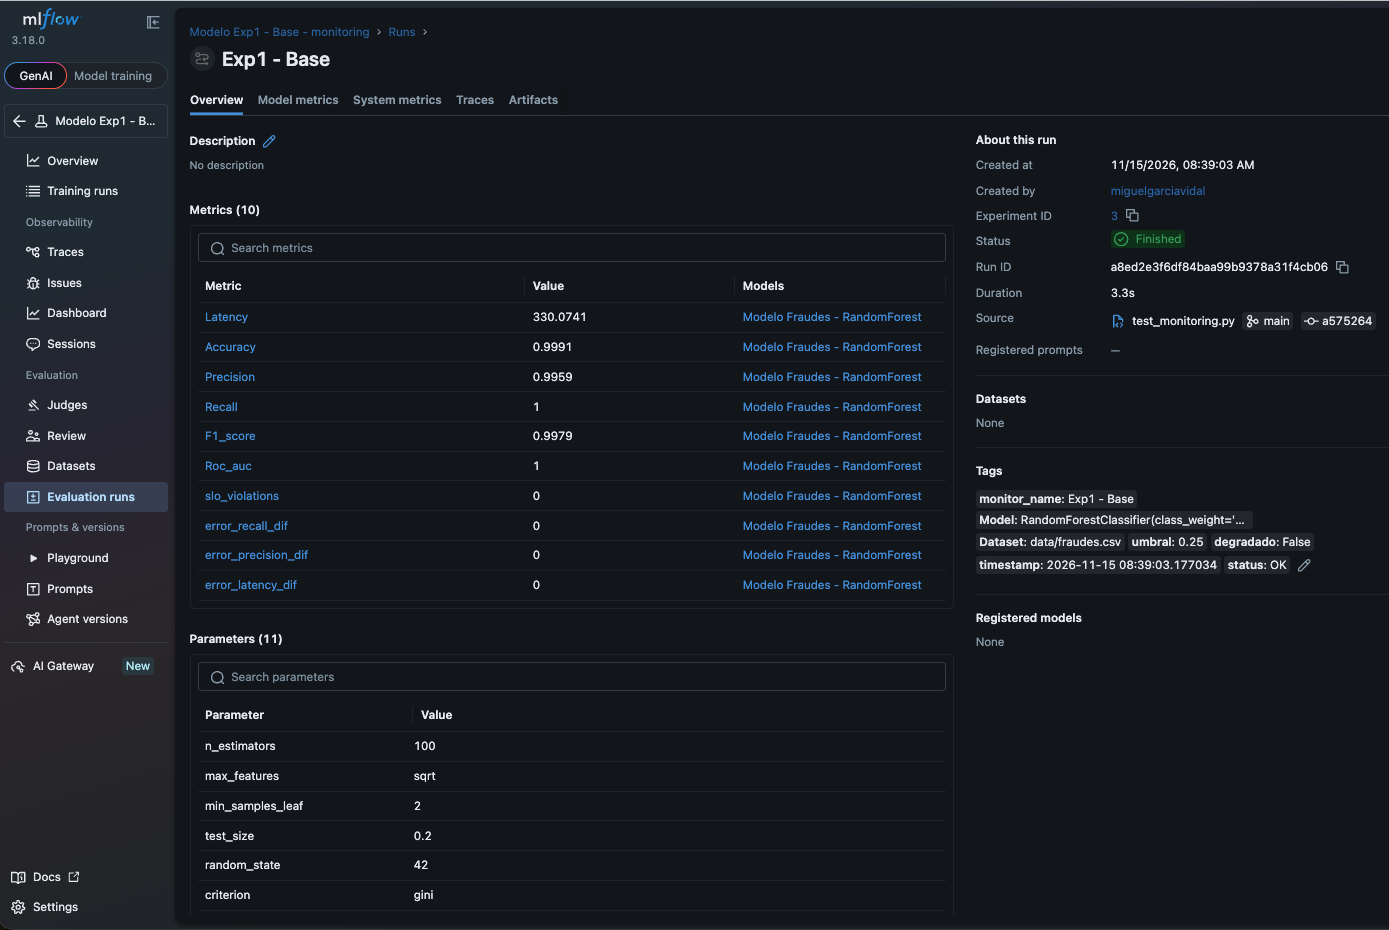 mlflow
3.18.0
GenAI Model training
Modelo Exp1 - B...
Overview
Training runs
Observability
Traces
Issues
Dashboard
Sessions
Evaluation
Judges
Review
Datasets
Evaluation runs
Prompts & versions
Playground
Prompts
Agent versions
AI Gateway New
Docs
Settings
Modelo Exp1 - Base - monitoring > Runs >
Exp1 - Base
Overview Model metrics System metrics Traces Artifacts
Description
No description
Metrics (10)
Search metrics
Metric Value Models
Latency 330.0741 Modelo Fraudes - RandomForest
Accuracy 0.9991 Modelo Fraudes - RandomForest
Precision 0.9959 Modelo Fraudes - RandomForest
Recall 1 Modelo Fraudes - RandomForest
F1_score 0.9979 Modelo Fraudes - RandomForest
Roc_auc 1 Modelo Fraudes - RandomForest
slo_violations 0 Modelo Fraudes - RandomForest
error_recall_dif 0 Modelo Fraudes - RandomForest
error_precision_dif 0 Modelo Fraudes - RandomForest
error_latency_dif 0 Modelo Fraudes - RandomForest
Parameters (11)
Search parameters
Parameter Value
n_estimators 100
max_features sqrt
min_samples_leaf 2
test_size 0.2
random_state 42
criterion gini
About this run
Created at 11/15/2026, 08:39:03 AM
Created by miguelgarciavidal
Experiment ID 3
Status Finished
Run ID a8ed2e3f6df84baa99b9378a31f4cb06
Duration 3.3s
Source test_monitoring.py main a575264
Registered prompts —
Datasets
None
Tags
monitor_name: Exp1 - Base
Model: RandomForestClassifier(class_weight='...
Dataset: data/fraudes.csv umbral: 0.25 degradado: False
timestamp: 2026-11-15 08:39:03.177034 status: OK
Registered models
None